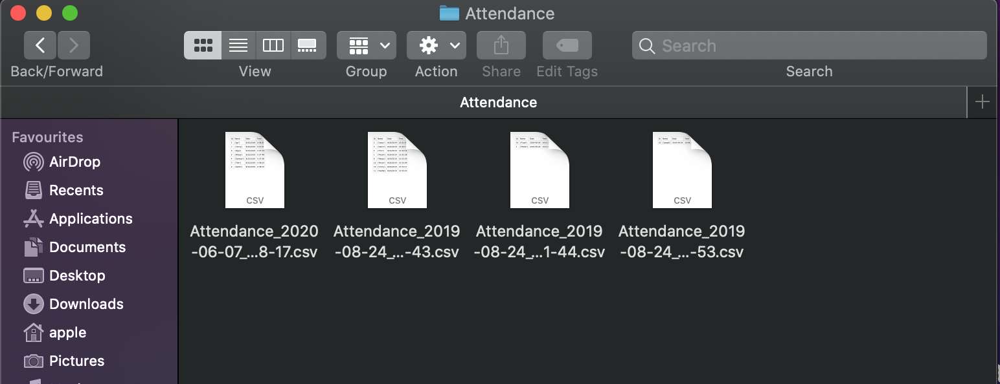 Attendance
Back/Forward
View
Group
Action
Share
Edit Tags
Search
Search
Attendance
Favourites
AirDrop
Recents
Applications
Documents
Desktop
Downloads
apple
Pictures
CSV
CSV
CSV
CSV
Attendance_2020
-06-07_...8-17.csv
Attendance_2019
-08-24_...-43.csv
Attendance_2019
-08-24_...1-44.csv
Attendance_2019
-08-24_...-53.csv